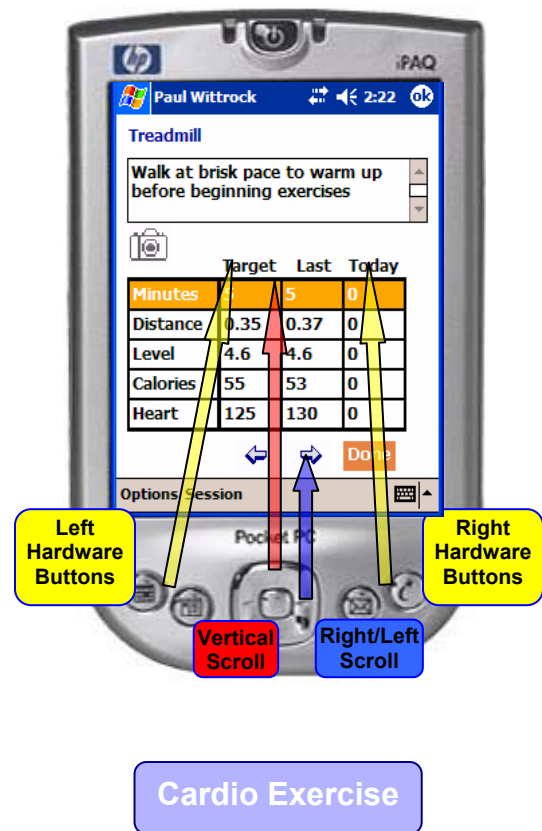 hp
iPAQ
Paul Wittrock 2:22 ok
Treadmill
Walk at brisk pace to warm up
before beginning exercises
Target Last Today
Minutes 5 5 0
Distance 0.35 0.37 0
Level 4.6 4.6 0
Calories 55 53 0
Heart 125 130 0
Done
Options Session
Pocket PC
Left
Hardware
Buttons
Right
Hardware
Buttons
Vertical
Scroll
Right/Left
Scroll
Cardio Exercise